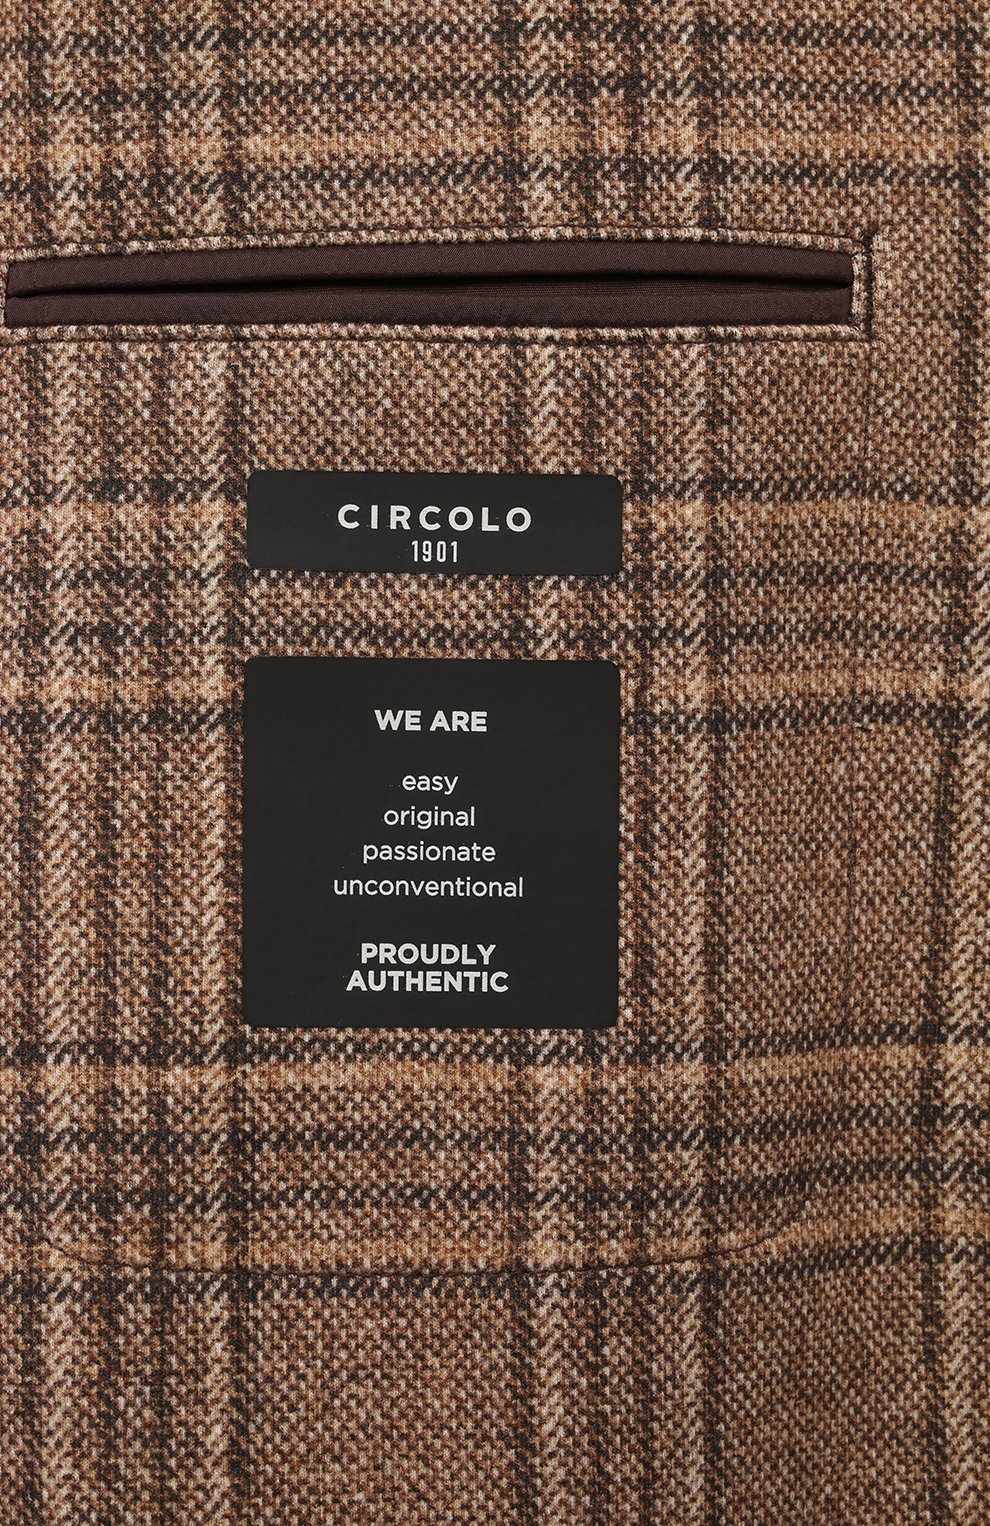 CIRCOLO
1901
WE ARE
easy
original
passionate
unconventional
PROUDLY
AUTHENTIC